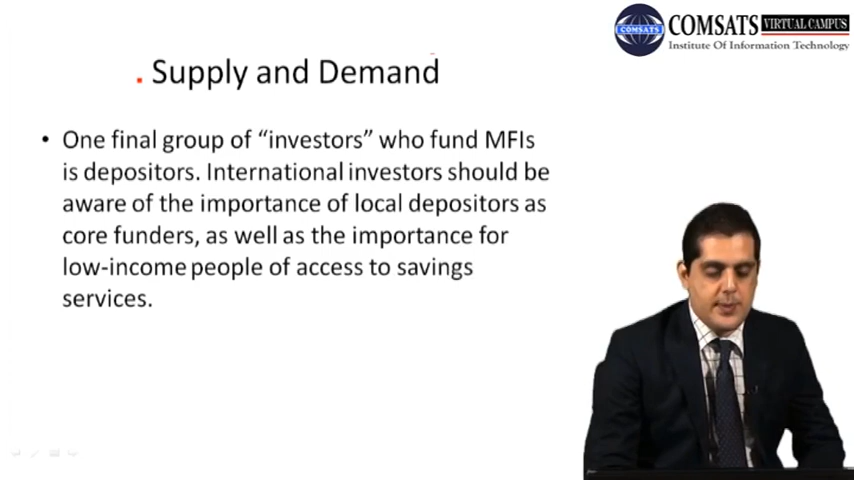 COMSATS VIRTUAL CAMPUS
COMSATS
Institute Of Information Technology
. Supply and Demand
• One final group of “investors” who fund MFIs
is depositors. International investors should be
aware of the importance of local depositors as
core funders, as well as the importance for
low-income people of access to savings
services.